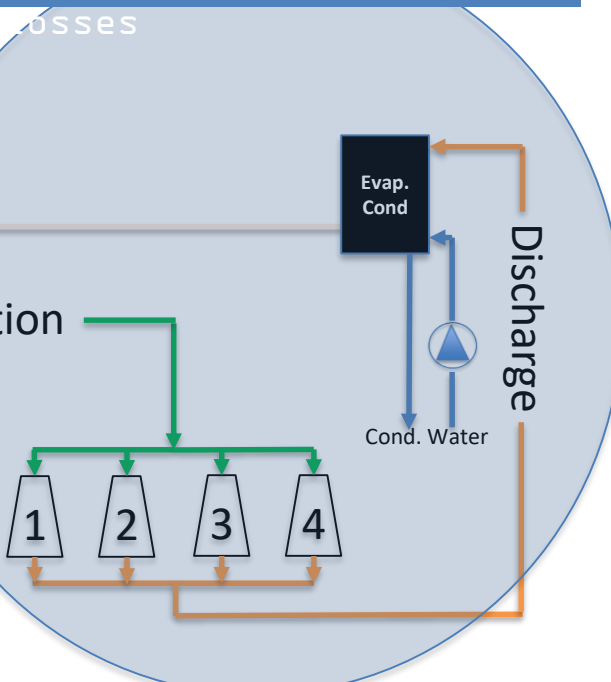 osses
Evap.
Cond
Discharge
tion
Cond. Water
1 2 3 4